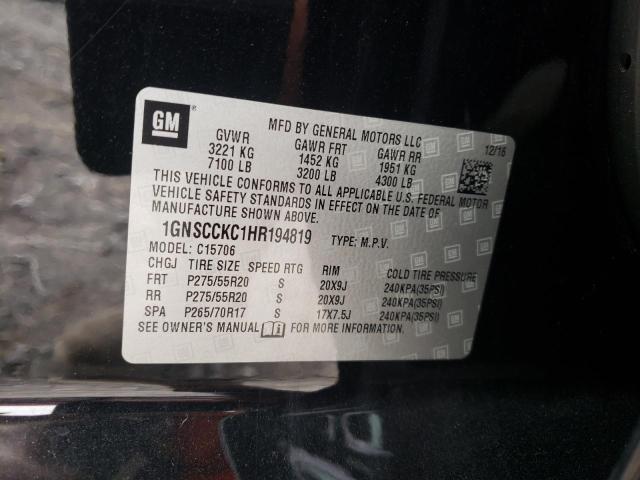 GM
MFD BY GENERAL MOTORS LLC
12/16
GVWR GAWR FRT GAWR RR
3221 KG 1452 KG 1951 KG
7100 LB 3200 LB 4300 LB
THIS VEHICLE CONFORMS TO ALL APPLICABLE U.S. FEDERAL MOTOR
VEHICLE SAFETY STANDARDS IN EFFECT ON THE DATE OF
MANUFACTURE SHOWN ABOVE.
1GNSCCKC1HR194819 TYPE: M.P.V.
MODEL: C15706
CHGJ TIRE SIZE SPEED RTG RIM COLD TIRE PRESSURE
FRT P275/55R20 S 20X9J 240KPA(35PSI)
RR P275/55R20 S 20X9J 240KPA(35PSI)
SPA P265/70R17 S 17X7.5J 240KPA(35PSI)
SEE OWNER'S MANUAL FOR MORE INFORMATION.